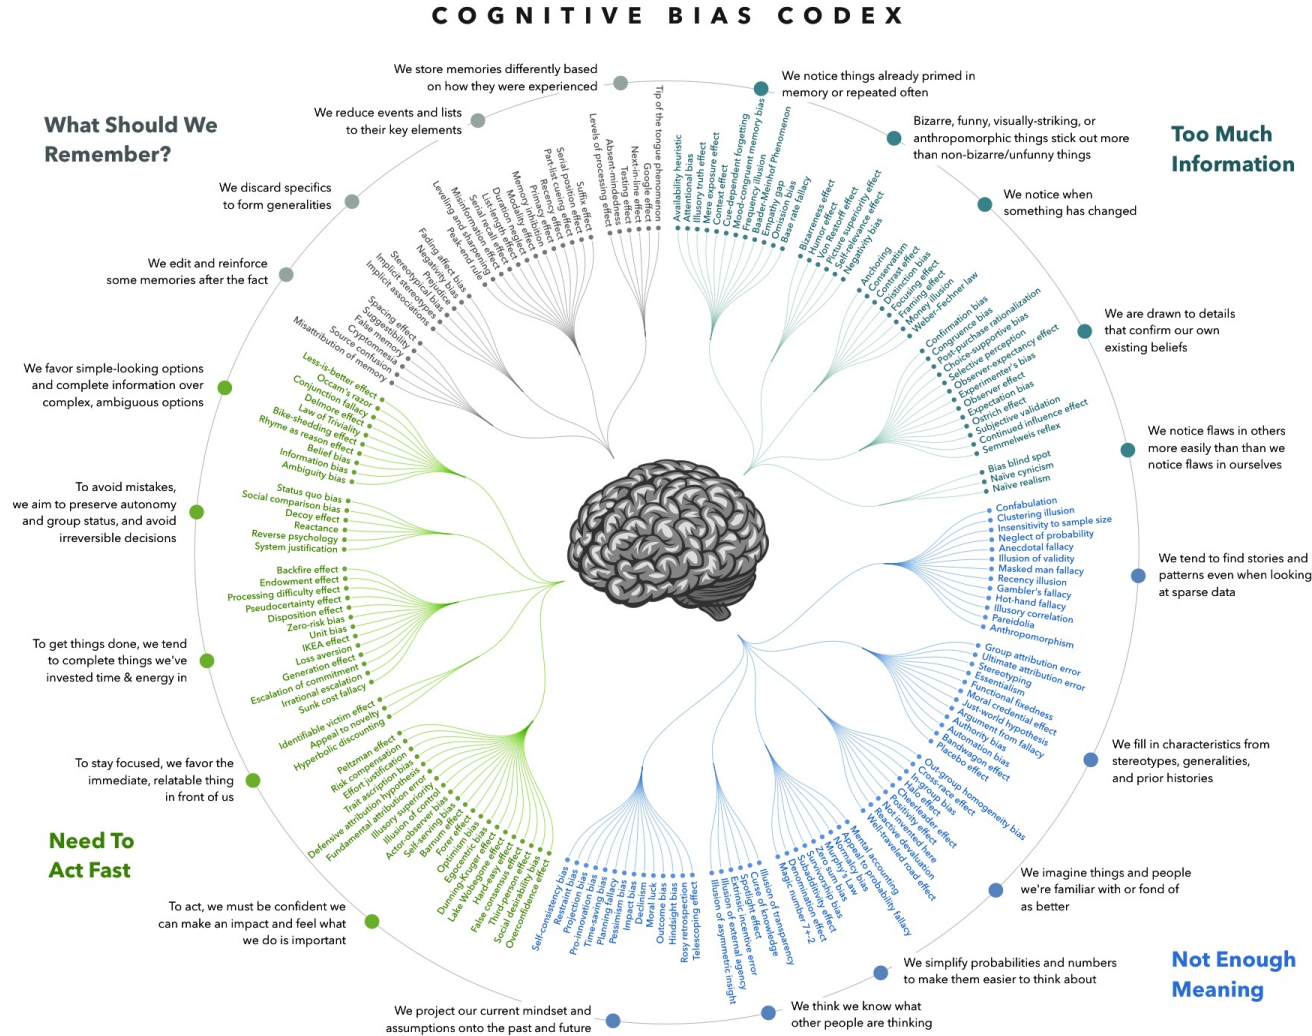 COGNITIVE BIAS CODEX
What Should We
Remember?
We store memories differently based
on how they were experienced
Tip of the tongue phenomenon
Google effect
Next-in-line effect
Testing effect
Absent-mindedness
Levels of processing effect
We reduce events and lists
to their key elements
Suffix effect
Serial position effect
Part-list cueing effect
Recency effect
Primacy effect
Memory inhibition
Modality effect
Duration neglect
List-length effect
Serial recall effect
Misinformation effect
Leveling and sharpening
Peak-end rule
We discard specifics
to form generalities
Fading affect bias
Negativity bias
Prejudice
Stereotypical bias
Implicit stereotypes
Implicit associations
We edit and reinforce
some memories after the fact
Spacing effect
Suggestibility
False memory
Cryptomnesia
Source confusion
Misattribution of memory
Too Much
Information
We notice things already primed in
memory or repeated often
Availability heuristic
Attentional bias
Illusory truth effect
Mere exposure effect
Context effect
Cue-dependent forgetting
Mood-congruent memory bias
Frequency illusion
Baader-Meinhof Phenomenon
Empathy gap
Omission bias
Base rate fallacy
Bizarre, funny, visually-striking, or
anthropomorphic things stick out more
than non-bizarre/unfunny things
Bizarreness effect
Humor effect
Von Restorff effect
Picture superiority effect
Self-relevance effect
Negativity bias
We notice when
something has changed
Anchoring
Conservatism
Contrast effect
Distinction bias
Focusing effect
Framing effect
Money illusion
Weber-Fechner law
We are drawn to details
that confirm our own
existing beliefs
Confirmation bias
Congruence bias
Post-purchase rationalization
Choice-supportive bias
Selective perception
Observer-expectancy effect
Experimenter's bias
Observer effect
Expectation bias
Ostrich effect
Subjective validation
Continued influence effect
Semmelweis reflex
We notice flaws in others
more easily than than we
notice flaws in ourselves
Bias blind spot
Naïve cynicism
Naïve realism
We tend to find stories and
patterns even when looking
at sparse data
Confabulation
Clustering illusion
Insensitivity to sample size
Neglect of probability
Anecdotal fallacy
Illusion of validity
Masked man fallacy
Recency illusion
Gambler's fallacy
Hot-hand fallacy
Illusory correlation
Pareidolia
Anthropomorphism
We fill in characteristics from
stereotypes, generalities,
and prior histories
Group attribution error
Ultimate attribution error
Stereotyping
Essentialism
Functional fixedness
Moral credential effect
Just-world hypothesis
Argument from fallacy
Authority bias
Automation bias
Bandwagon effect
Placebo effect
We imagine things and people
we're familiar with or fond of
as better
Out-group homogeneity bias
Cross-race effect
In-group bias
Halo effect
Cheerleader effect
Positivity effect
Not invented here
Reactive devaluation
Well-traveled road effect
Not Enough
Meaning
We simplify probabilities and numbers
to make them easier to think about
Mental accounting
Appeal to probability fallacy
Normalcy bias
Murphy's Law
Zero sum bias
Survivorship bias
Subadditivity effect
Denomination effect
Magic number 7+-2
We think we know what
other people are thinking
Illusion of transparency
Curse of knowledge
Spotlight effect
Extrinsic incentive error
Illusion of external agency
Illusion of asymmetric insight
We project our current mindset and
assumptions onto the past and future
Telescoping effect
Rosy retrospection
Hindsight bias
Outcome bias
Moral luck
Declinism
Impact bias
Pessimism bias
Planning fallacy
Time-saving bias
Pro-innovation bias
Projection bias
Restraint bias
Self-consistency bias
We favor simple-looking options
and complete information over
complex, ambiguous options
Less-is-better effect
Occam's razor
Conjunction fallacy
Delmore effect
Law of Triviality
Bike-shedding effect
Rhyme as reason effect
Belief bias
Information bias
Ambiguity bias
To avoid mistakes,
we aim to preserve autonomy
and group status, and avoid
irreversible decisions
Status quo bias
Social comparison bias
Decoy effect
Reactance
Reverse psychology
System justification
To get things done, we tend
to complete things we've
invested time & energy in
Backfire effect
Endowment effect
Processing difficulty effect
Pseudocertainty effect
Disposition effect
Zero-risk bias
Unit bias
IKEA effect
Loss aversion
Generation effect
Escalation of commitment
Irrational escalation
Sunk cost fallacy
To stay focused, we favor the
immediate, relatable thing
in front of us
Identifiable victim effect
Appeal to novelty
Hyperbolic discounting
Need To
Act Fast
To act, we must be confident we
can make an impact and feel what
we do is important
Peltzman effect
Risk compensation
Effort justification
Trait ascription bias
Defensive attribution hypothesis
Fundamental attribution error
Illusory superiority
Illusion of control
Actor-observer bias
Self-serving bias
Barnum effect
Forer effect
Optimism bias
Egocentric bias
Dunning-Kruger effect
Lake Wobegone effect
Hard-easy effect
False consensus effect
Third-person effect
Social desirability bias
Overconfidence effect